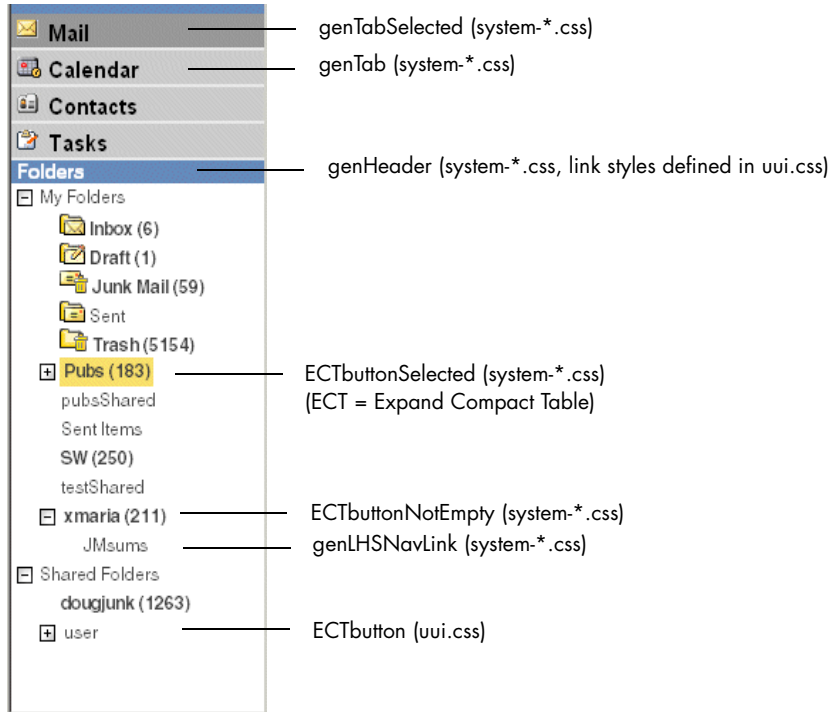 Mail
genTabSelected (system-*.css)
Calendar
genTab (system-*.css)
Contacts
Tasks
Folders
genHeader (system-*.css, link styles defined in uui.css)
My Folders
Inbox (6)
Draft (1)
Junk Mail (59)
Sent
Trash (5154)
Pubs (183)
ECTbuttonSelected (system-*.css)
(ECT = Expand Compact Table)
pubsShared
Sent Items
SW (250)
testShared
xmaria (211)
ECTbuttonNotEmpty (system-*.css)
JMsums
genLHSNavLink (system-*.css)
Shared Folders
dougjunk (1263)
user
ECTbutton (uui.css)